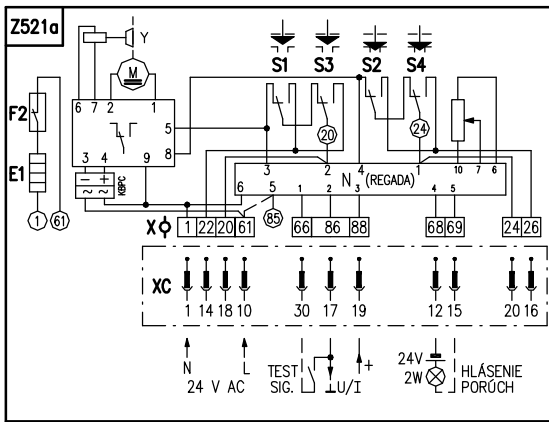 Z521a
Y
M
S1 S3 S2 S4
6 7 2 1
F2
5
8
20
24
3 4 9
KBPC
3 2 4 1 10 7 6
N (REGADA)
E1
6 5 1 2 3 4 5
1 61
85
X 1 22 20 61 66 86 88 68 69 24 26
XC
1 14 18 10 30 17 19 12 15 20 16
N L
24 V AC
TEST
SIG.
U/I
+
24V
2W
HLÁSENIE
PORÚCH